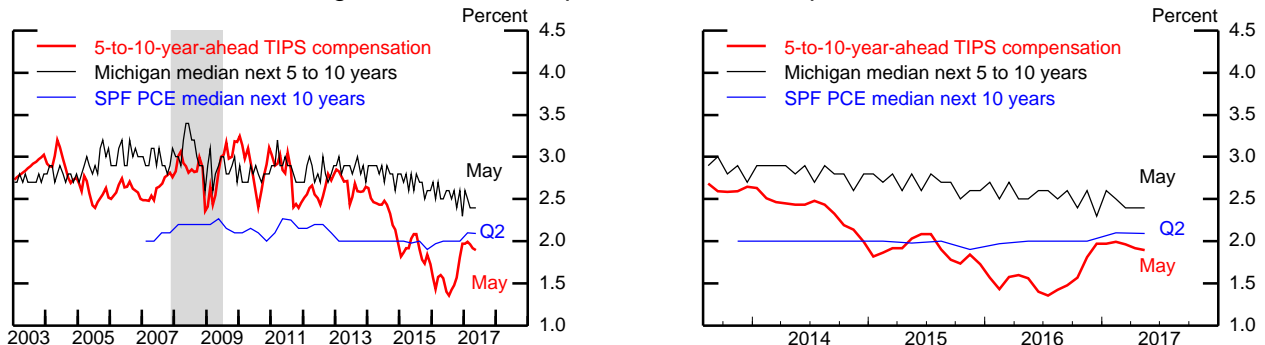 Percent
5-to-10-year-ahead TIPS compensation
Michigan median next 5 to 10 years
SPF PCE median next 10 years
4.5
4.0
3.5
3.0
2.5
2.0
1.5
1.0
May
Q2
May
2003 2005 2007 2009 2011 2013 2015 2017
Percent
5-to-10-year-ahead TIPS compensation
Michigan median next 5 to 10 years
SPF PCE median next 10 years
4.5
4.0
3.5
3.0
2.5
2.0
1.5
1.0
May
Q2
May
2014 2015 2016 2017